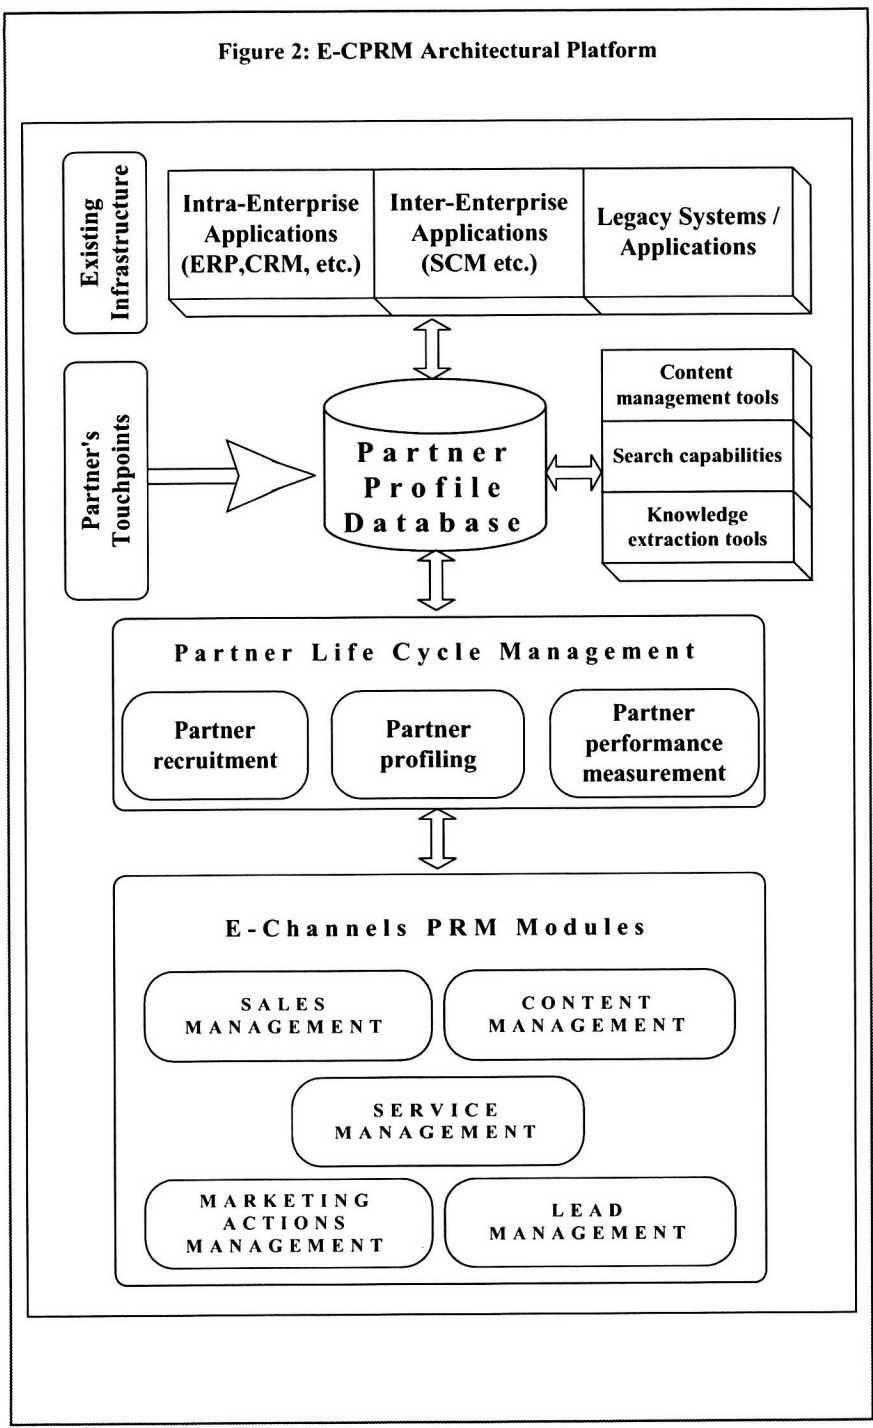 Figure 2: E-CPRM Architectural Platform
Existing
Infrastructure
Intra-Enterprise
Applications
(ERP,CRM, etc.)
Inter-Enterprise
Applications
(SCM etc.)
Legacy Systems /
Applications
Partner's
Touchpoints
Partner
Profile
Database
Content
management tools
Search capabilities
Knowledge
extraction tools
Partner Life Cycle Management
Partner
recruitment
Partner
profiling
Partner
performance
measurement
E-Channels PRM Modules
SALES
MANAGEMENT
CONTENT
MANAGEMENT
SERVICE
MANAGEMENT
MARKETING
ACTIONS
MANAGEMENT
LEAD
MANAGEMENT